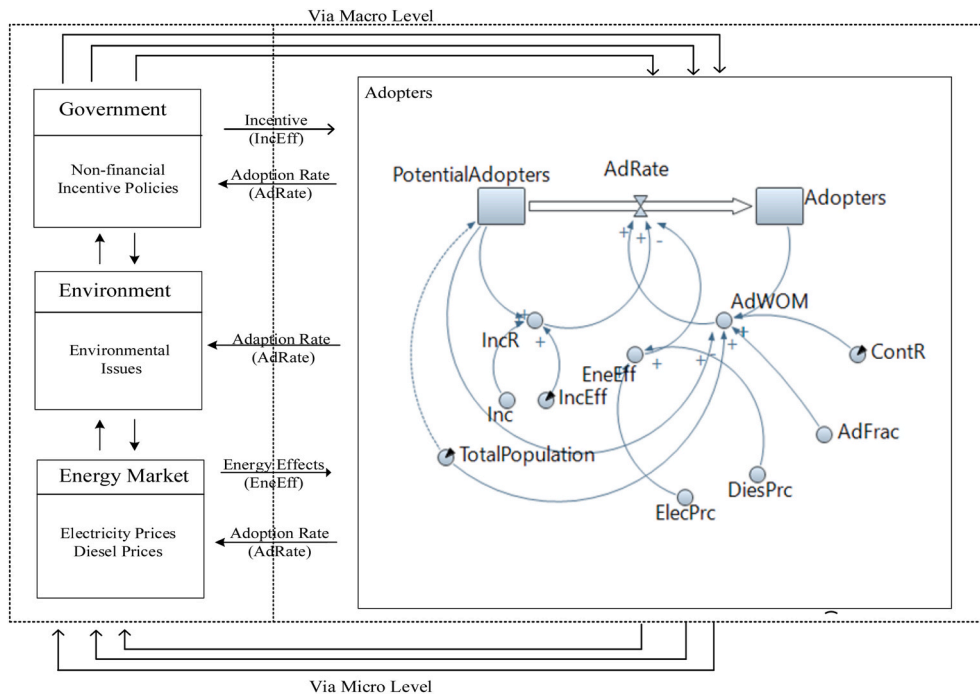 Via Macro Level
Government
Non-financial
Incentive Policies
Environment
Environmental
Issues
Energy Market
Electricity Prices
Diesel Prices
Incentive
(IncEff)
Adoption Rate
(AdRate)
Adaption Rate
(AdRate)
Energy Effects
(EneEff)
Adoption Rate
(AdRate)
Adopters
PotentialAdopters
AdRate
Adopters
+ + -
AdWOM
+
IncR
+
+
+
EneEff
+
+
-
ContR
Inc
IncEff
AdFrac
TotalPopulation
DiesPrc
ElecPrc
Via Micro Level